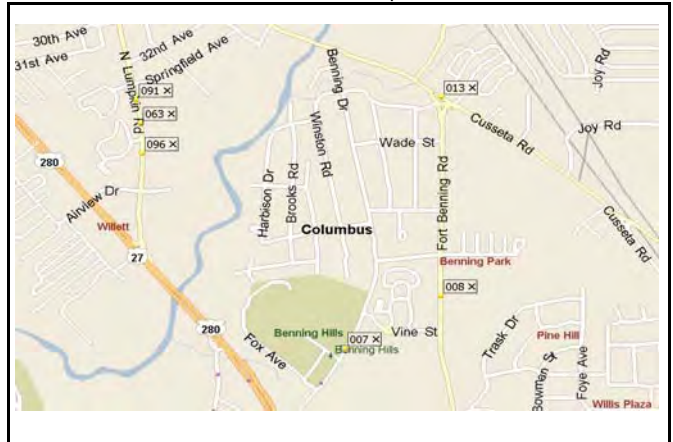 30th Ave
31st Ave
32nd Ave
Springfield Ave
N Lumpkin Rd
091 ×
063 ×
096 ×
280
Airview Dr
Willett
27
280
Benning Dr
Winston Rd
Brooks Rd
Harbison Dr
Wade St
013 ×
Cusseta Rd
Joy Rd
Joy Rd
Cusseta Rd
Fort Benning Rd
Columbus
Benning Park
008 ×
Benning Hills
007 ×
Benning Hills
Vine St
Fox Ave
Trask Dr
Pine Hill
Bowman St
Foye Ave
Willis Plaza